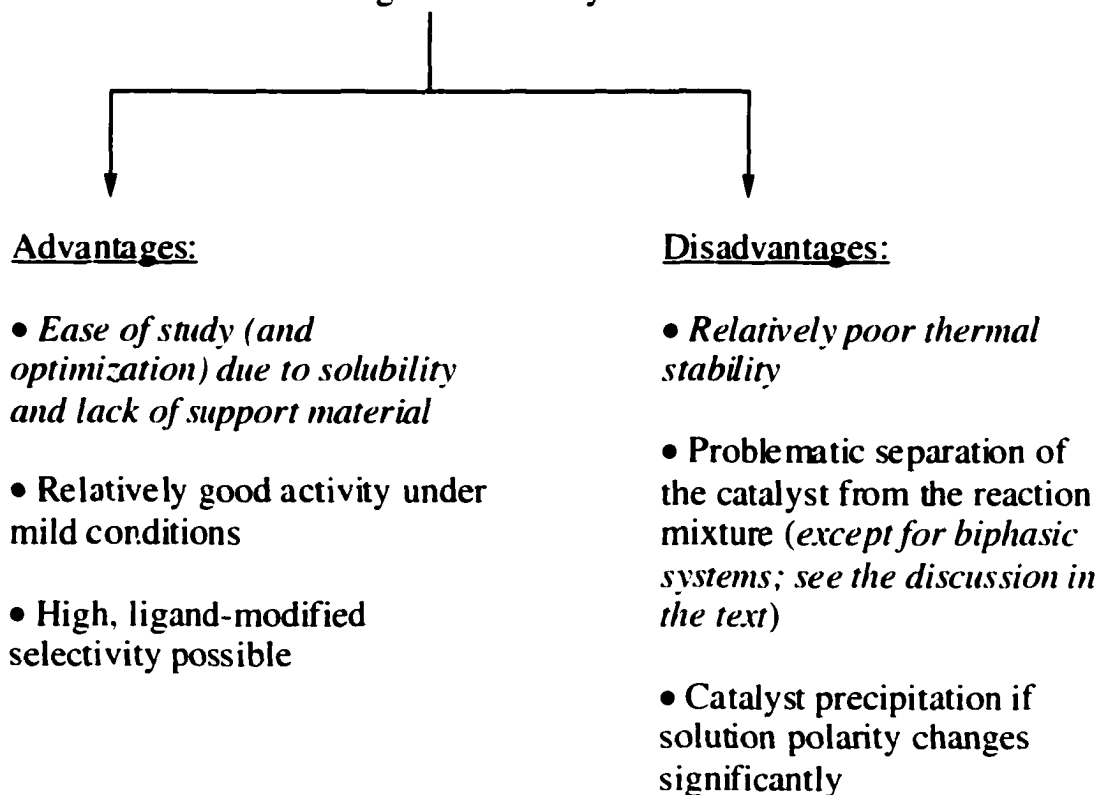 Advantages:
• Ease of study (and
optimization) due to solubility
and lack of support material
• Relatively good activity under
mild conditions
• High, ligand-modified
selectivity possible
Disadvantages:
• Relatively poor thermal
stability
• Problematic separation of
the catalyst from the reaction
mixture (except for biphasic
systems; see the discussion in
the text)
• Catalyst precipitation if
solution polarity changes
significantly